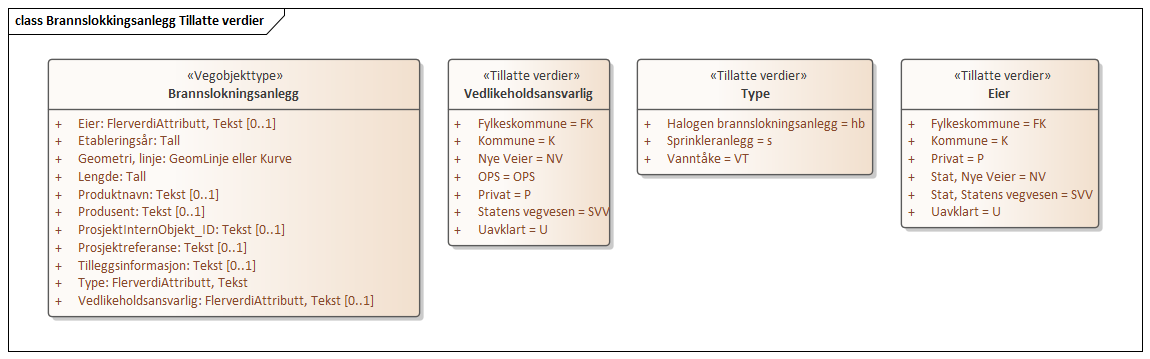 class Brannslokkingsanlegg Tillatte verdier
«Vegobjekttype»
Brannslokningsanlegg
+ Eier: FlerverdiAttributt, Tekst [0..1]
+ Etableringsår: Tall
+ Geometri, linje: GeomLinje eller Kurve
+ Lengde: Tall
+ Produktnavn: Tekst [0..1]
+ Produsent: Tekst [0..1]
+ ProsjektInternObjekt_ID: Tekst [0..1]
+ Prosjektreferanse: Tekst [0..1]
+ Tilleggsinformasjon: Tekst [0..1]
+ Type: FlerverdiAttributt, Tekst
+ Vedlikeholdsansvarlig: FlerverdiAttributt, Tekst [0..1]
«Tillatte verdier»
Vedlikeholdsansvarlig
+ Fylkeskommune = FK
+ Kommune = K
+ Nye Veier = NV
+ OPS = OPS
+ Privat = P
+ Statens vegvesen = SVV
+ Uavklart = U
«Tillatte verdier»
Type
+ Halogen brannslokningsanlegg = hb
+ Sprinkleranlegg = s
+ Vanntåke = VT
«Tillatte verdier»
Eier
+ Fylkeskommune = FK
+ Kommune = K
+ Privat = P
+ Stat, Nye Veier = NV
+ Stat, Statens vegvesen = SVV
+ Uavklart = U